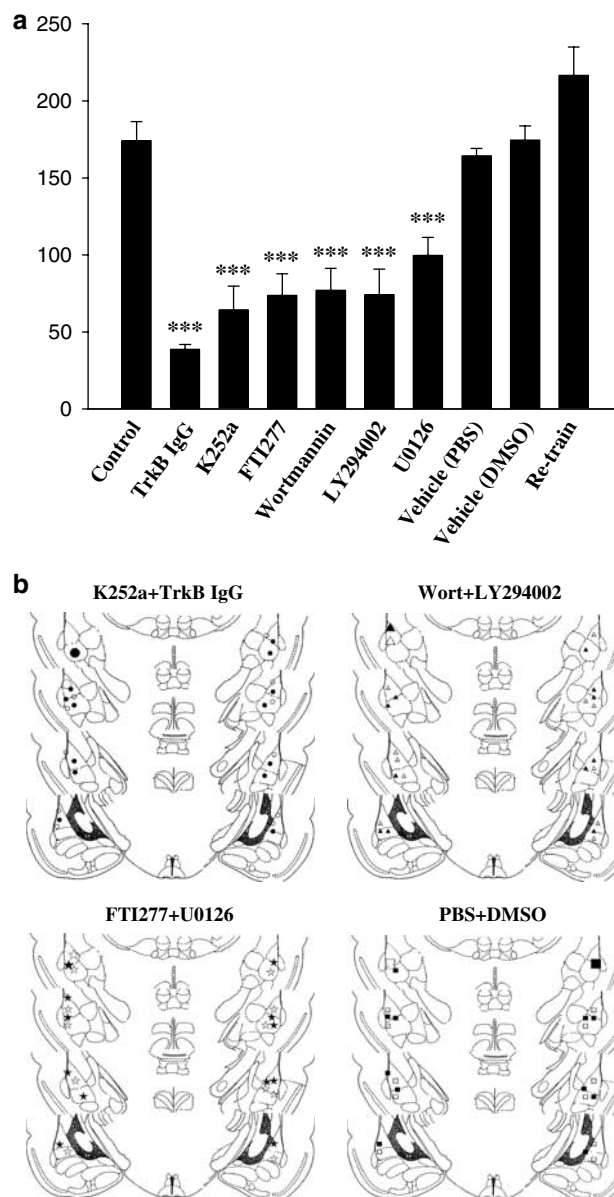 a
250
200
150
100
50
0
***
***
***
***
***
***
Control
TrkB IgG
K252a
FTI277
Wortmannin
LY294002
U0126
Vehicle (PBS)
Vehicle (DMSO)
Re-train
b
K252a+TrkB IgG
Wort+LY294002
FTI277+U0126
PBS+DMSO